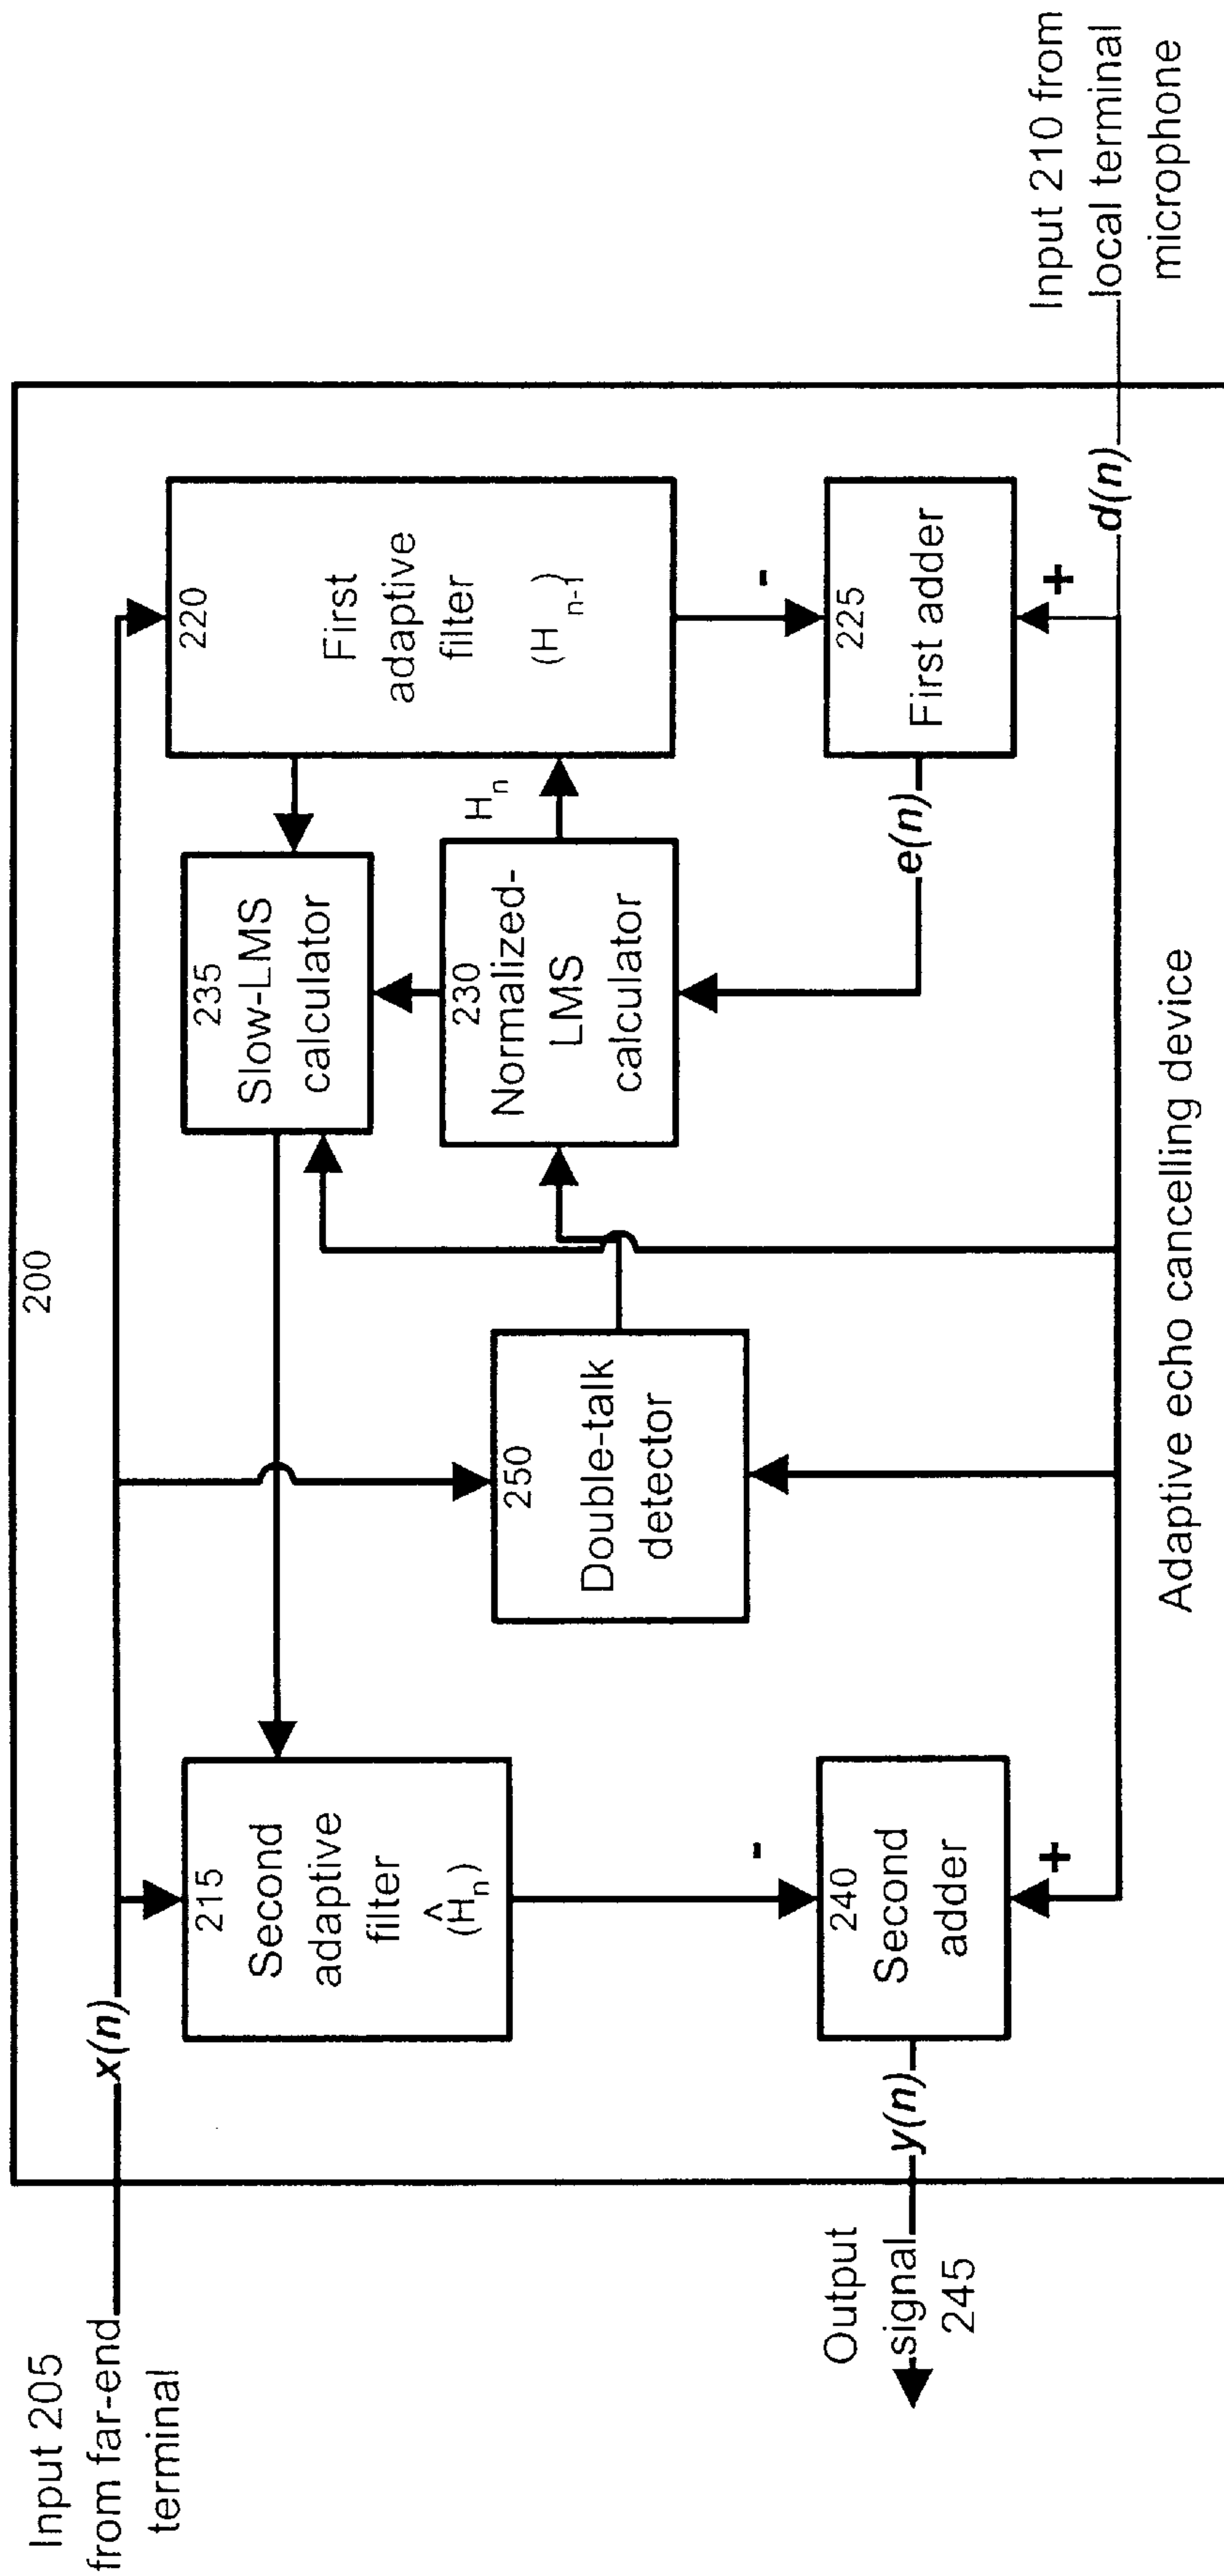 200
Input 205
from far-end
terminal
x(n)
215
Second
adaptive
filter
(Ĥn)
235
Slow-LMS
calculator
220
First
adaptive
filter
(H n-1)
Hn
250
Double-talk
detector
230
Normalized-
LMS
calculator
e(n)
-
-
240
Second
adder
225
First adder
+
+
Output
signal
245
y(n)
d(n)
Input 210 from
local terminal
microphone
Adaptive echo cancelling device